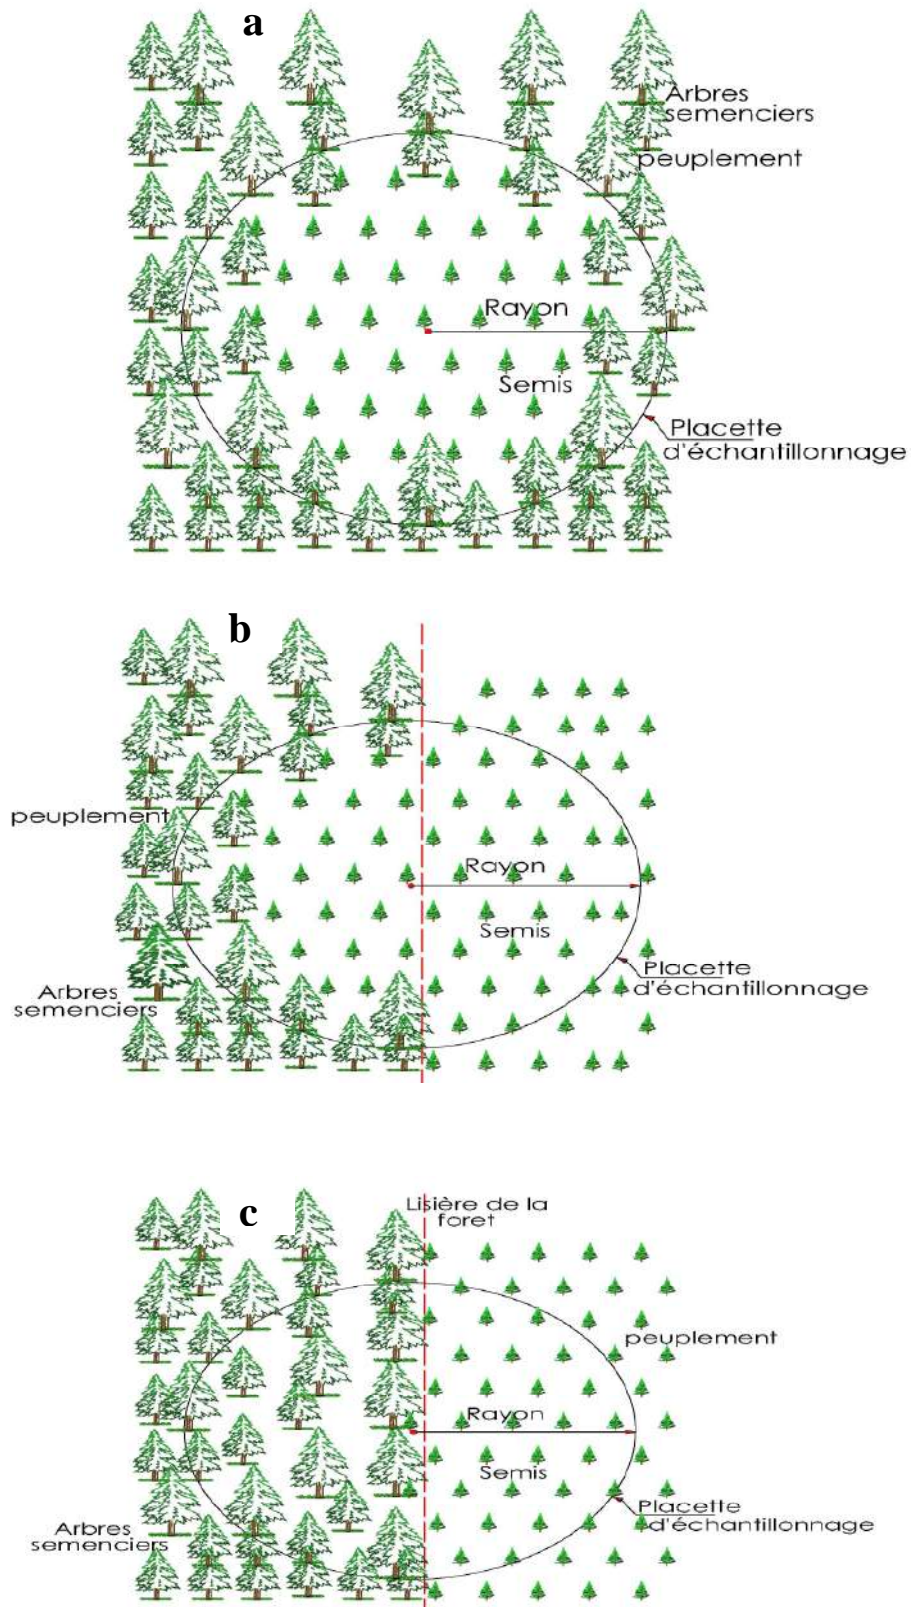 a
Arbres
semenciers
peuplement
Rayon
Semis
Placette
d'échantillonnage
b
peuplement
Rayon
Semis
Placette
d'échantillonnage
Arbres
semenciers
c
Lisière de la
foret
peuplement
Rayon
Semis
Placette
d'échantillonnage
Arbres
semenciers